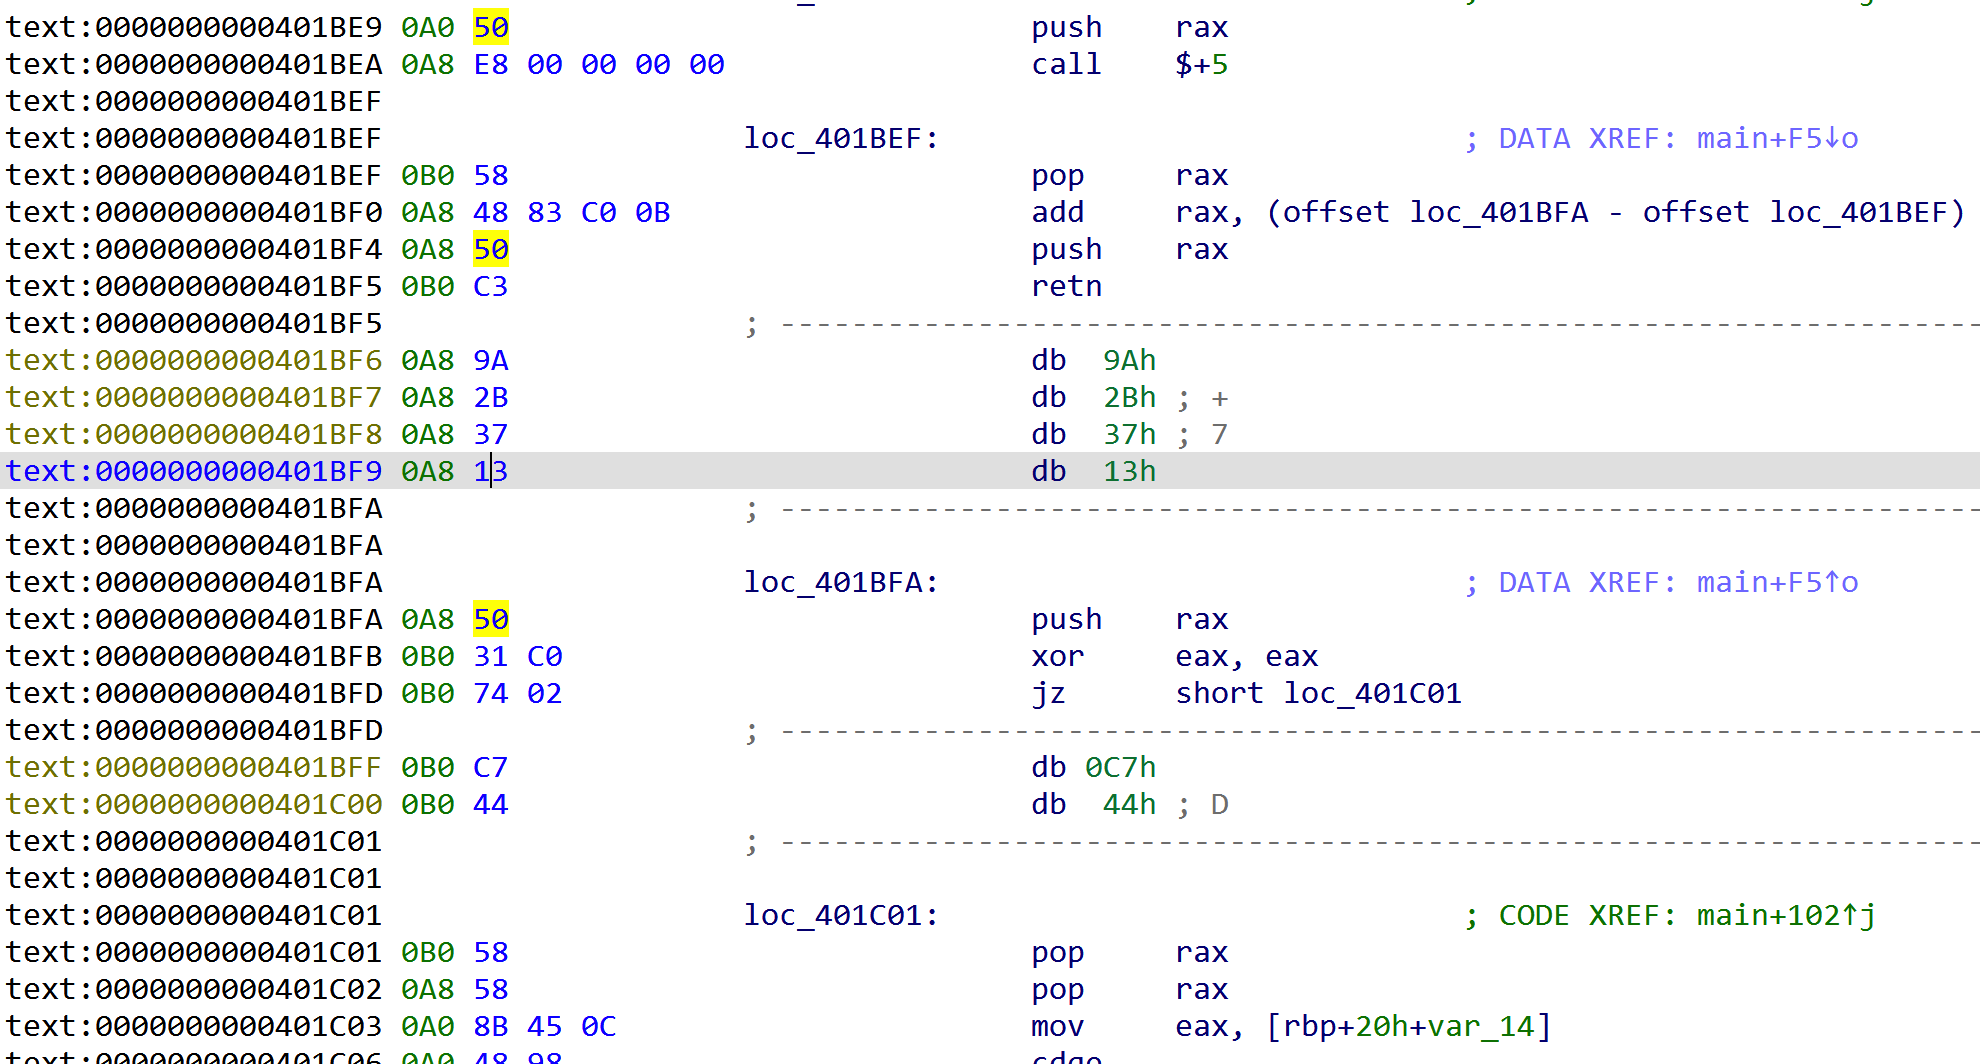 text:0000000000401BE9 0A0 50 push rax
text:0000000000401BEA 0A8 E8 00 00 00 00 call $+5
text:0000000000401BEF
text:0000000000401BEF loc_401BEF: ; DATA XREF: main+F5↓o
text:0000000000401BEF 0B0 58 pop rax
text:0000000000401BF0 0A8 48 83 C0 0B add rax, (offset loc_401BFA - offset loc_401BEF)
text:0000000000401BF4 0A8 50 push rax
text:0000000000401BF5 0B0 C3 retn
text:0000000000401BF5 ; ---------------------------------------------------------------------------
text:0000000000401BF6 0A8 9A db 9Ah
text:0000000000401BF7 0A8 2B db 2Bh ; +
text:0000000000401BF8 0A8 37 db 37h ; 7
text:0000000000401BF9 0A8 13 db 13h
text:0000000000401BFA ; ---------------------------------------------------------------------------
text:0000000000401BFA
text:0000000000401BFA loc_401BFA: ; DATA XREF: main+F5↑o
text:0000000000401BFA 0A8 50 push rax
text:0000000000401BFB 0B0 31 C0 xor eax, eax
text:0000000000401BFD 0B0 74 02 jz short loc_401C01
text:0000000000401BFD ; ---------------------------------------------------------------------------
text:0000000000401BFF 0B0 C7 db 0C7h
text:0000000000401C00 0B0 44 db 44h ; D
text:0000000000401C01 ; ---------------------------------------------------------------------------
text:0000000000401C01
text:0000000000401C01 loc_401C01: ; CODE XREF: main+102↑j
text:0000000000401C01 0B0 58 pop rax
text:0000000000401C02 0A8 58 pop rax
text:0000000000401C03 0A0 8B 45 0C mov eax, [rbp+20h+var_14]
text:0000000000401C06 0A0 48 98 cdqe